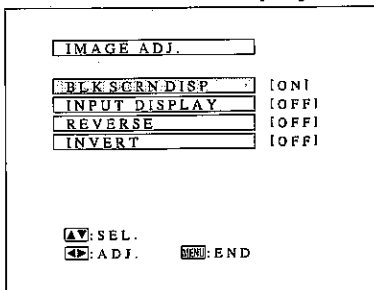 IMAGE ADJ.
BLK SCRN DISP [ON]
INPUT DISPLAY [OFF]
REVERSE [OFF]
INVERT [OFF]
▲▼:SEL.
◀▶:ADJ. MENU:END